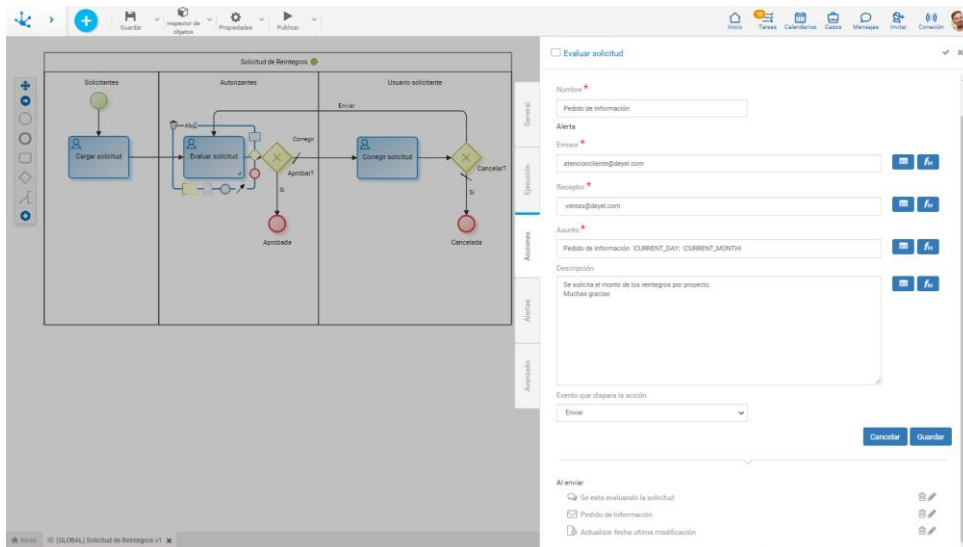 Guardar
Inspector de objetos
Propiedades
Publicar
Inicio
10
Tareas
Calendarios
Casos
Mensajes
Invitar
Conexión
Solicitud de Reintegros
Solicitantes
Autorizantes
Usuario solicitante
Cargar solicitud
Abc
Evaluar solicitud
Enviar
Corregir
Aprobar?
Si
Aprobada
Corregir solicitud
Cancelar?
Si
Cancelada
General
Ejecución
Acciones
Alertas
Avanzado
Evaluar solicitud
Nombre *
Pedido de Información
Alerta
Emisor *
atencioncliente@deyel.com
Receptor *
ventas@deyel.com
Asunto *
Pedido de Información |CURRENT_DAY| |CURRENT_MONTH|
Descripción
Se solicita el monto de los reintegros por proyecto.
Muchas gracias
Evento que dispara la acción
Enviar
Cancelar
Guardar
Al enviar
Se esta evaluando la solicitud
Pedido de Información
Actualizar fecha ultima modificación
Inicio
(GLOBAL) Solicitud de Reintegros v1